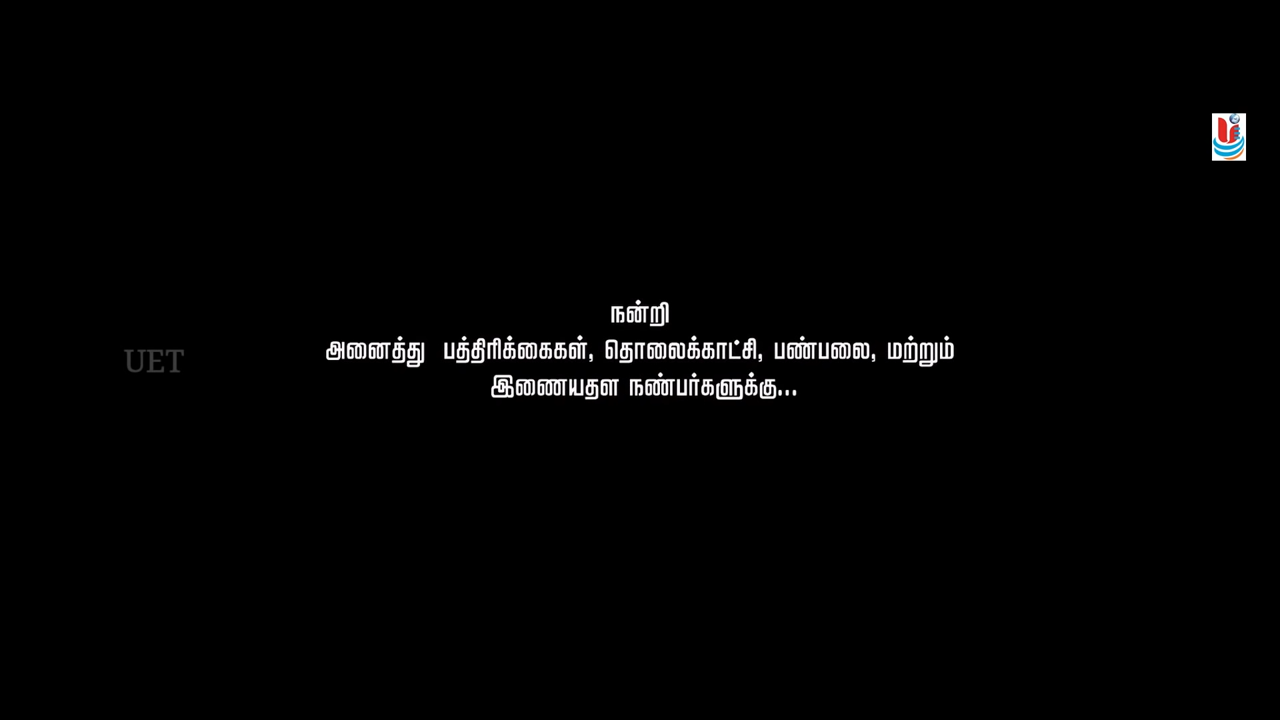 நன்றி
அனைத்து பத்திரிக்கைகள், தொலைக்காட்சி, பண்பலை, மற்றும்
UET
இணையதள நண்பர்களுக்கு...